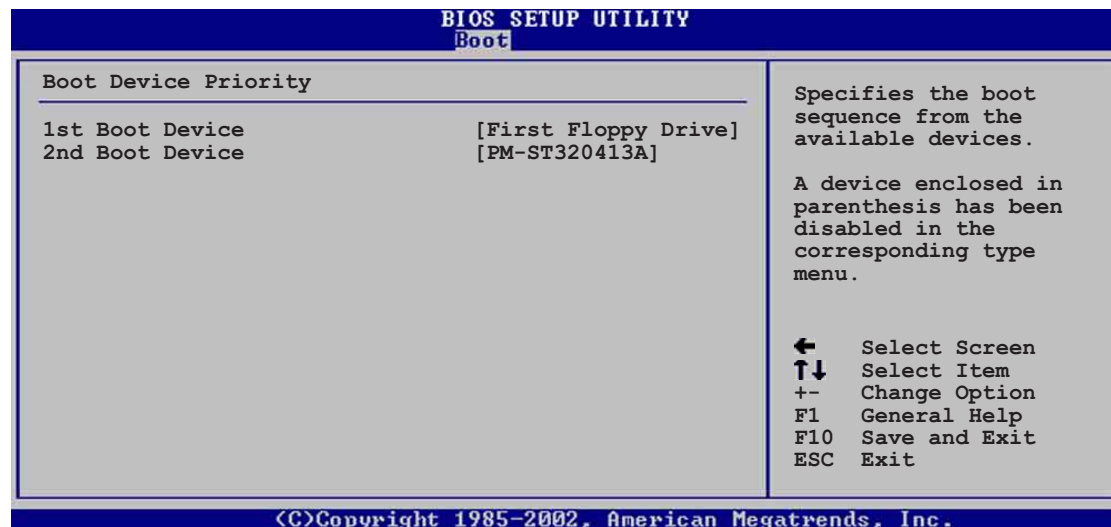 BIOS SETUP UTILITY
Boot
Boot Device Priority
1st Boot Device [First Floppy Drive]
2nd Boot Device [PM-ST320413A]
Specifies the boot
sequence from the
available devices.
A device enclosed in
parenthesis has been
disabled in the
corresponding type
menu.
← Select Screen
↑↓ Select Item
+- Change Option
F1 General Help
F10 Save and Exit
ESC Exit
(C)Copyright 1985-2002, American Megatrends, Inc.